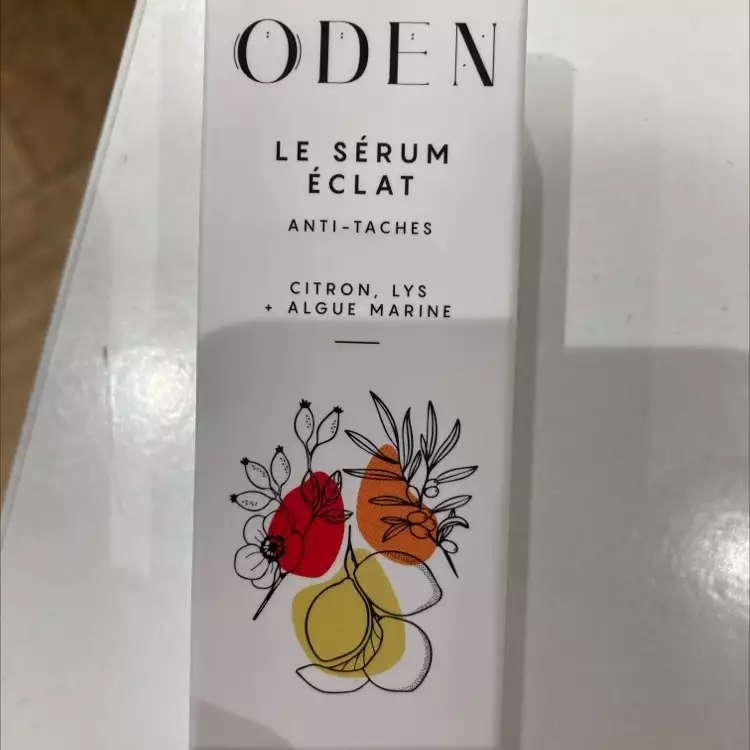 ODEN
LE SÉRUM
ÉCLAT
ANTI-TACHES
CITRON, LYS
+ ALGUE MARINE